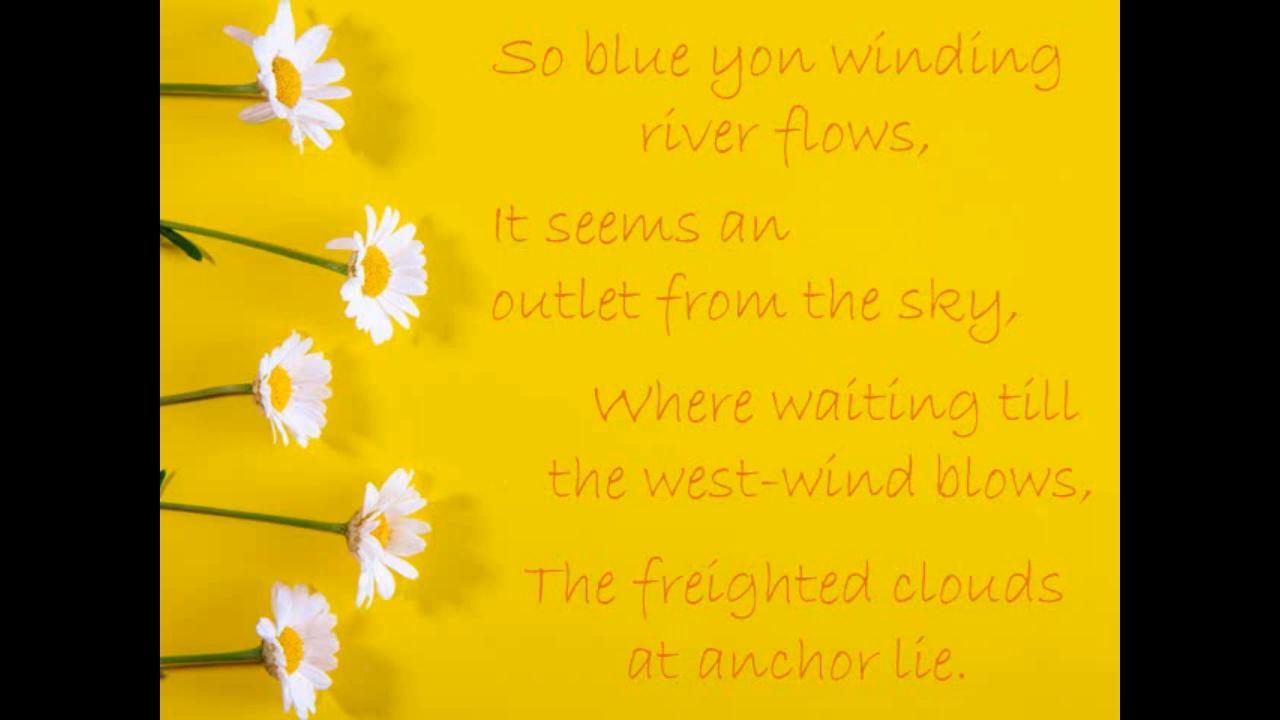 So blue yon winding
river flows,
It seems an
outlet from the sky,
Where waiting till
the west-wind blows,
The freighted clouds
at anchor lie.